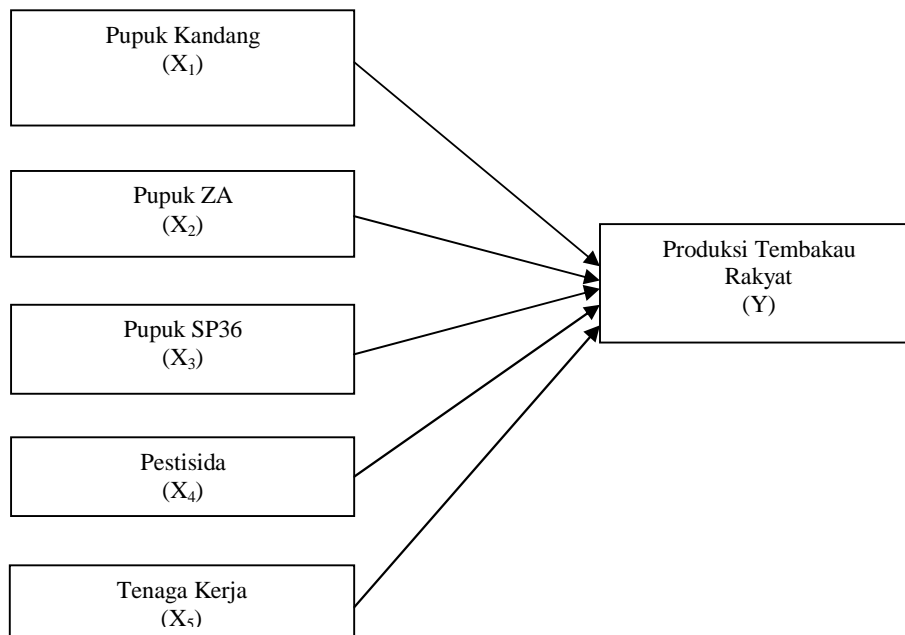 Pupuk Kandang
(X₁)
Pupuk ZA
(X₂)
Pupuk SP36
(X₃)
Pestisida
(X₄)
Tenaga Kerja
(X₅)
Produksi Tembakau
Rakyat
(Y)